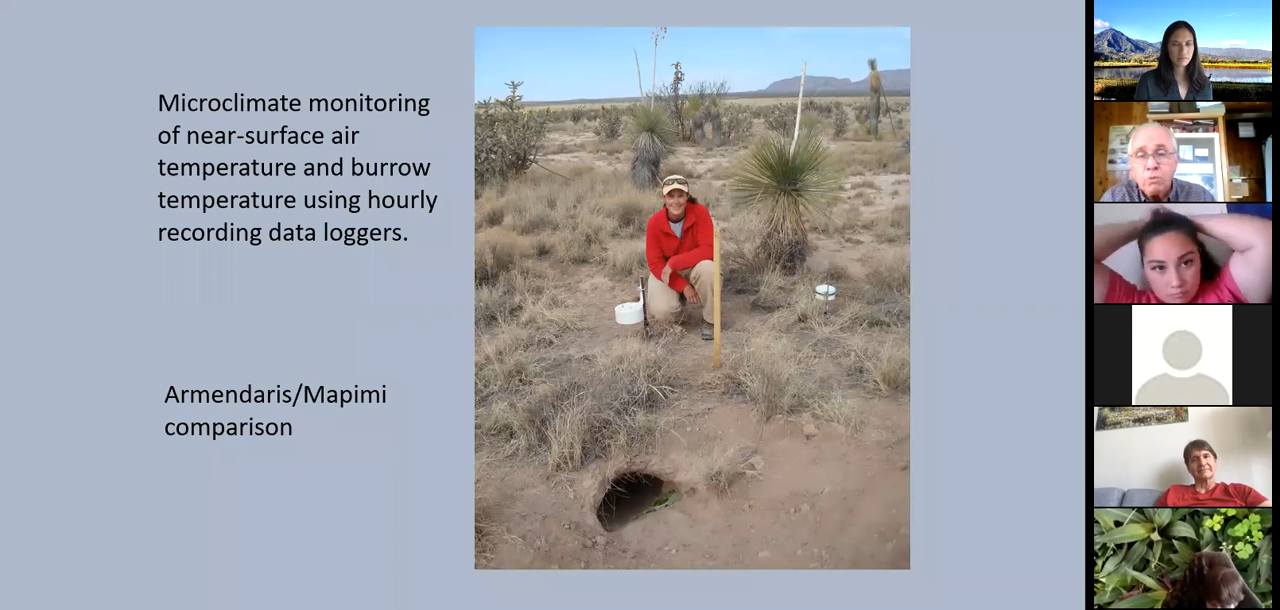 Microclimate monitoring
of near-surface air
temperature and burrow
temperature using hourly
recording data loggers.
Armendaris/Mapimi
comparison